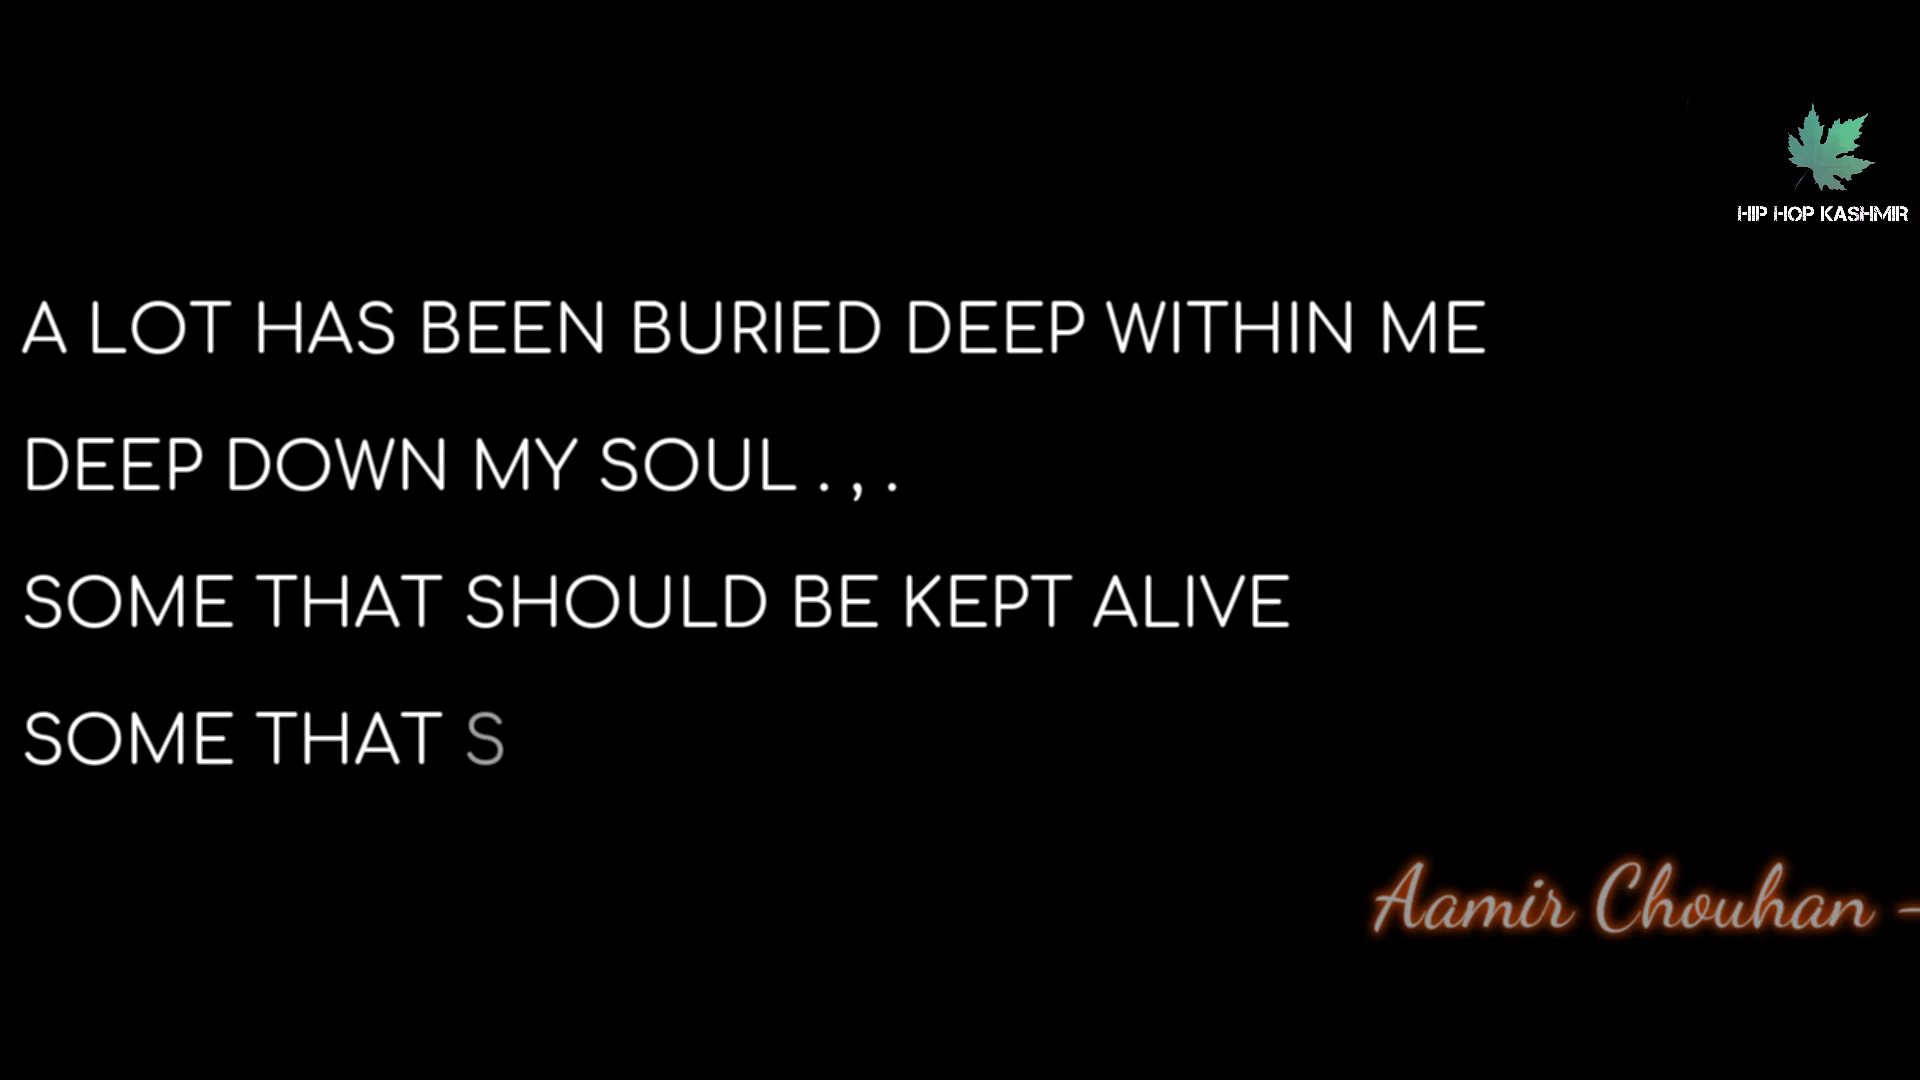 HIP HOP KASHMIR
A LOT HAS BEEN BURIED DEEP WITHIN ME
DEEP DOWN MY SOUL . , .
SOME THAT SHOULD BE KEPT ALIVE
SOME THAT S
Aamir Chouhan -